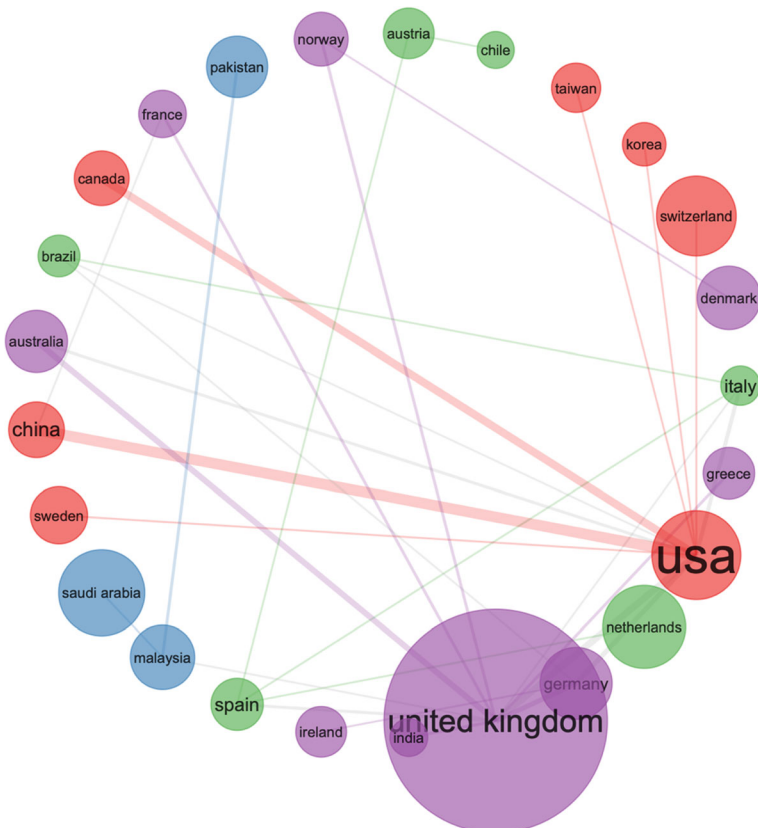 norway
austria
chile
pakistan
taiwan
france
korea
canada
switzerland
brazil
denmark
australia
italy
china
greece
sweden
usa
saudi arabia
netherlands
malaysia
germany
spain
united kingdom
ireland
india